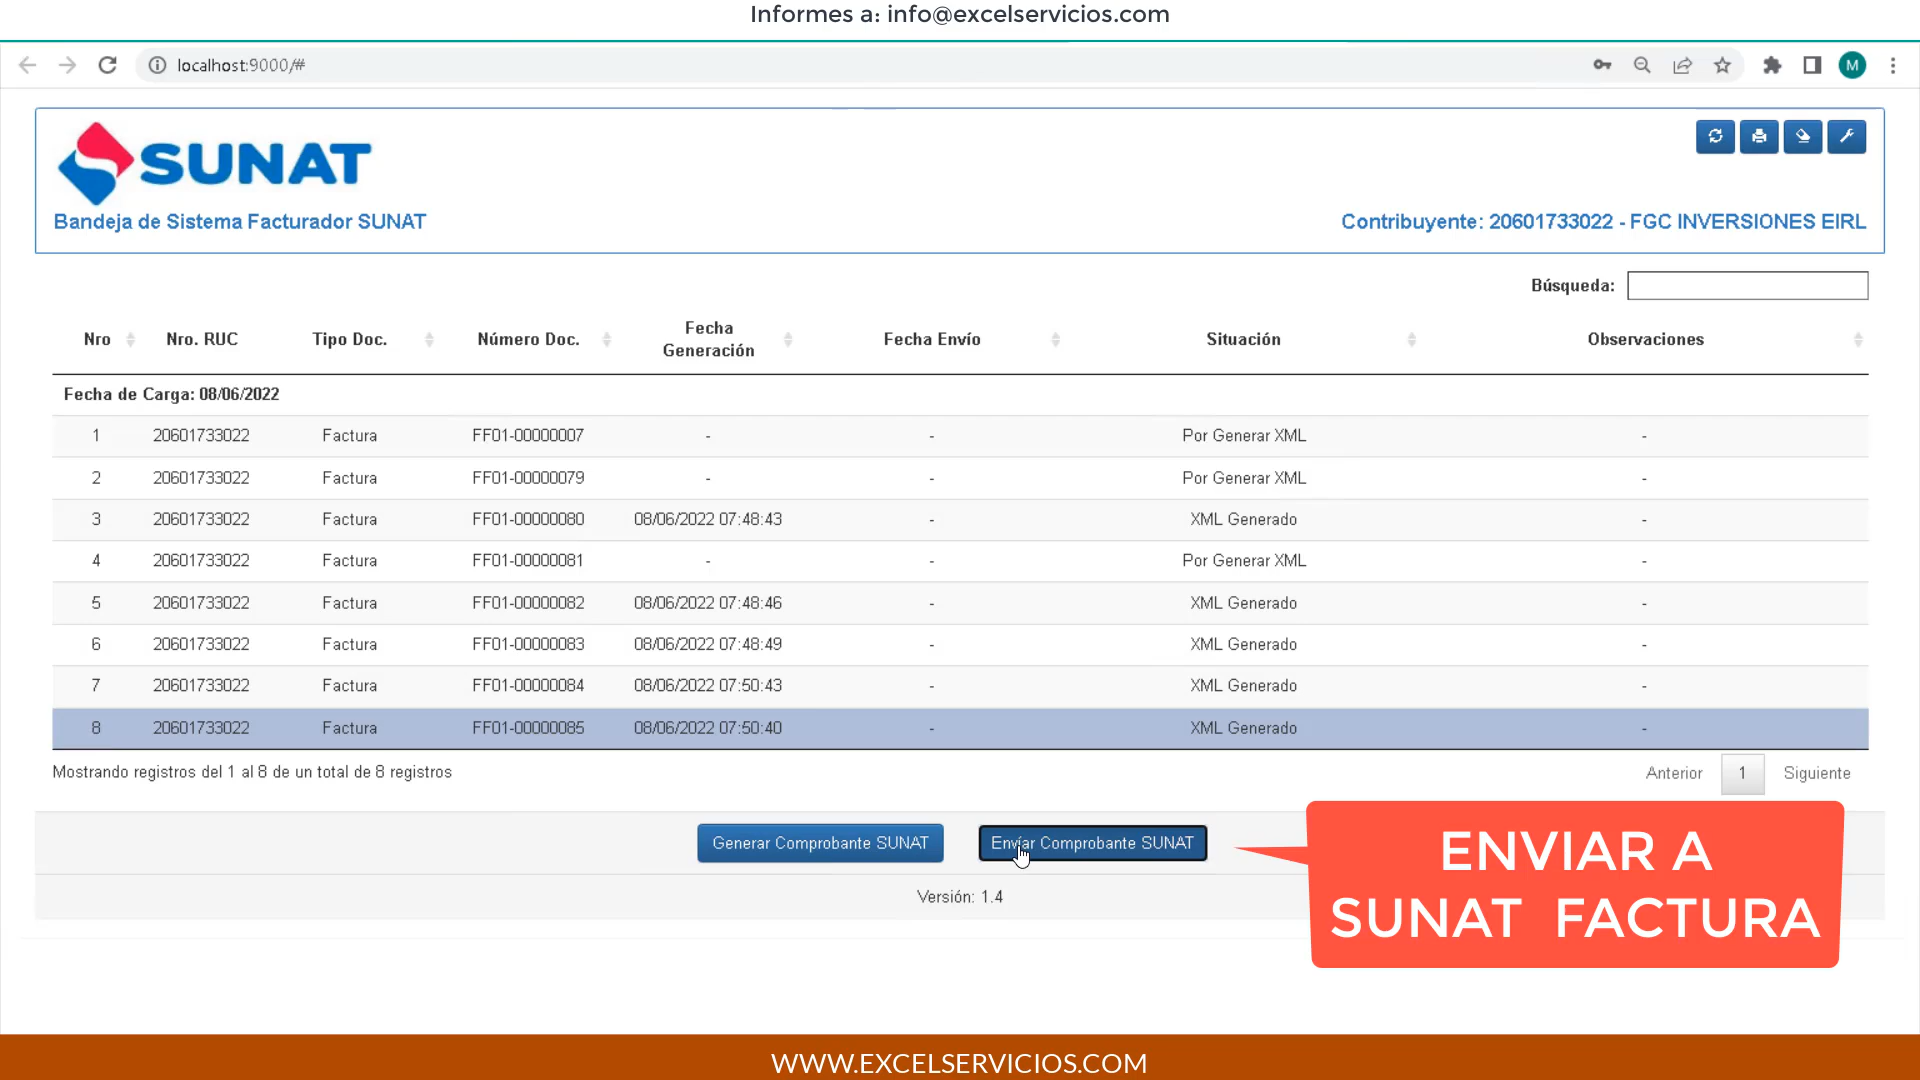 Informes a: info@excelservicios.com
localhost:9000/#
M
SUNAT
Bandeja de Sistema Facturador SUNAT
Contribuyente: 20601733022 - FGC INVERSIONES EIRL
Búsqueda:
Nro Nro. RUC Tipo Doc. Número Doc. Fecha Generación Fecha Envío Situación Observaciones
Fecha de Carga: 08/06/2022
1 20601733022 Factura FF01-00000007 - - Por Generar XML -
2 20601733022 Factura FF01-00000079 - - Por Generar XML -
3 20601733022 Factura FF01-00000080 08/06/2022 07:48:43 - XML Generado -
4 20601733022 Factura FF01-00000081 - - Por Generar XML -
5 20601733022 Factura FF01-00000082 08/06/2022 07:48:46 - XML Generado -
6 20601733022 Factura FF01-00000083 08/06/2022 07:48:49 - XML Generado -
7 20601733022 Factura FF01-00000084 08/06/2022 07:50:43 - XML Generado -
8 20601733022 Factura FF01-00000085 08/06/2022 07:50:40 - XML Generado -
Mostrando registros del 1 al 8 de un total de 8 registros
Anterior 1 Siguiente
Generar Comprobante SUNAT
Enviar Comprobante SUNAT
ENVIAR A
SUNAT FACTURA
Versión: 1.4
WWW.EXCELSERVICIOS.COM